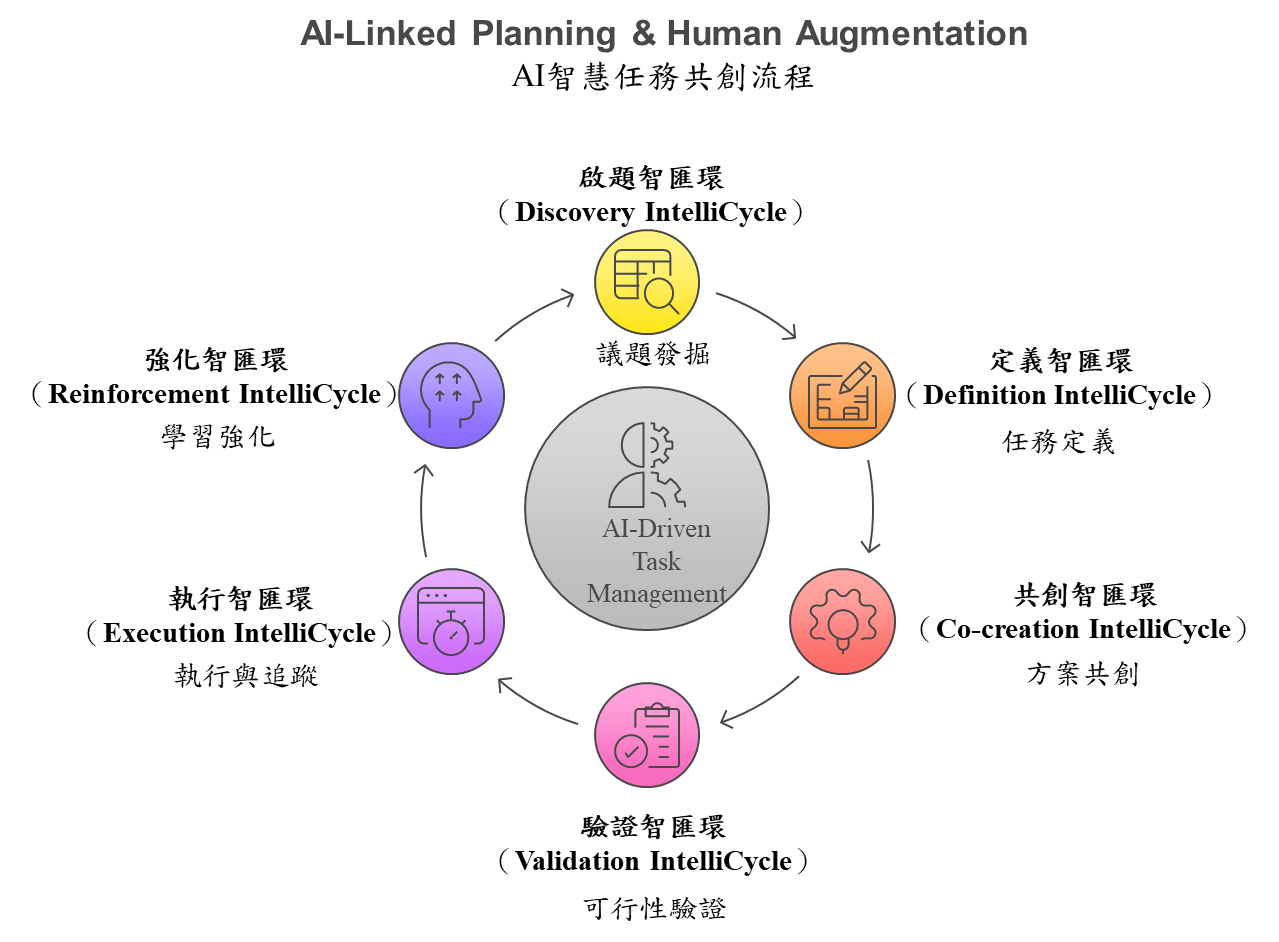 AI-Linked Planning & Human Augmentation
AI智慧任務共創流程
啟題智匯環
（Discovery IntelliCycle）
議題發掘
定義智匯環
（Definition IntelliCycle）
任務定義
共創智匯環
（Co-creation IntelliCycle）
方案共創
驗證智匯環
（Validation IntelliCycle）
可行性驗證
執行智匯環
（Execution IntelliCycle）
執行與追蹤
強化智匯環
（Reinforcement IntelliCycle）
學習強化
AI-Driven
Task
Management